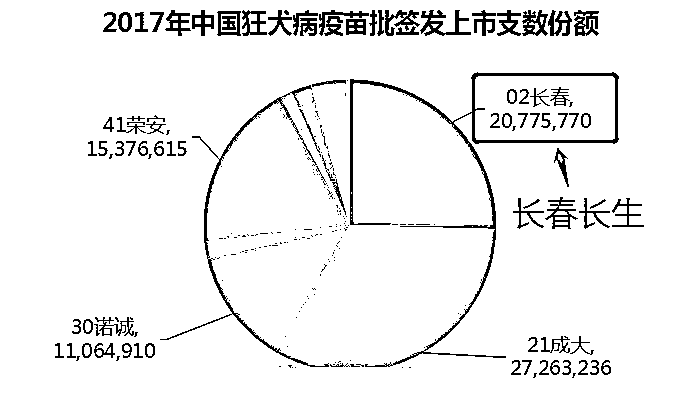 2017年中国狂犬病疫苗批签发上市支数份额
02长春,
20,775,770
长春长生
41荣安,
15,376,615
30诺诚,
11,064,910
21成大,
27,263,236